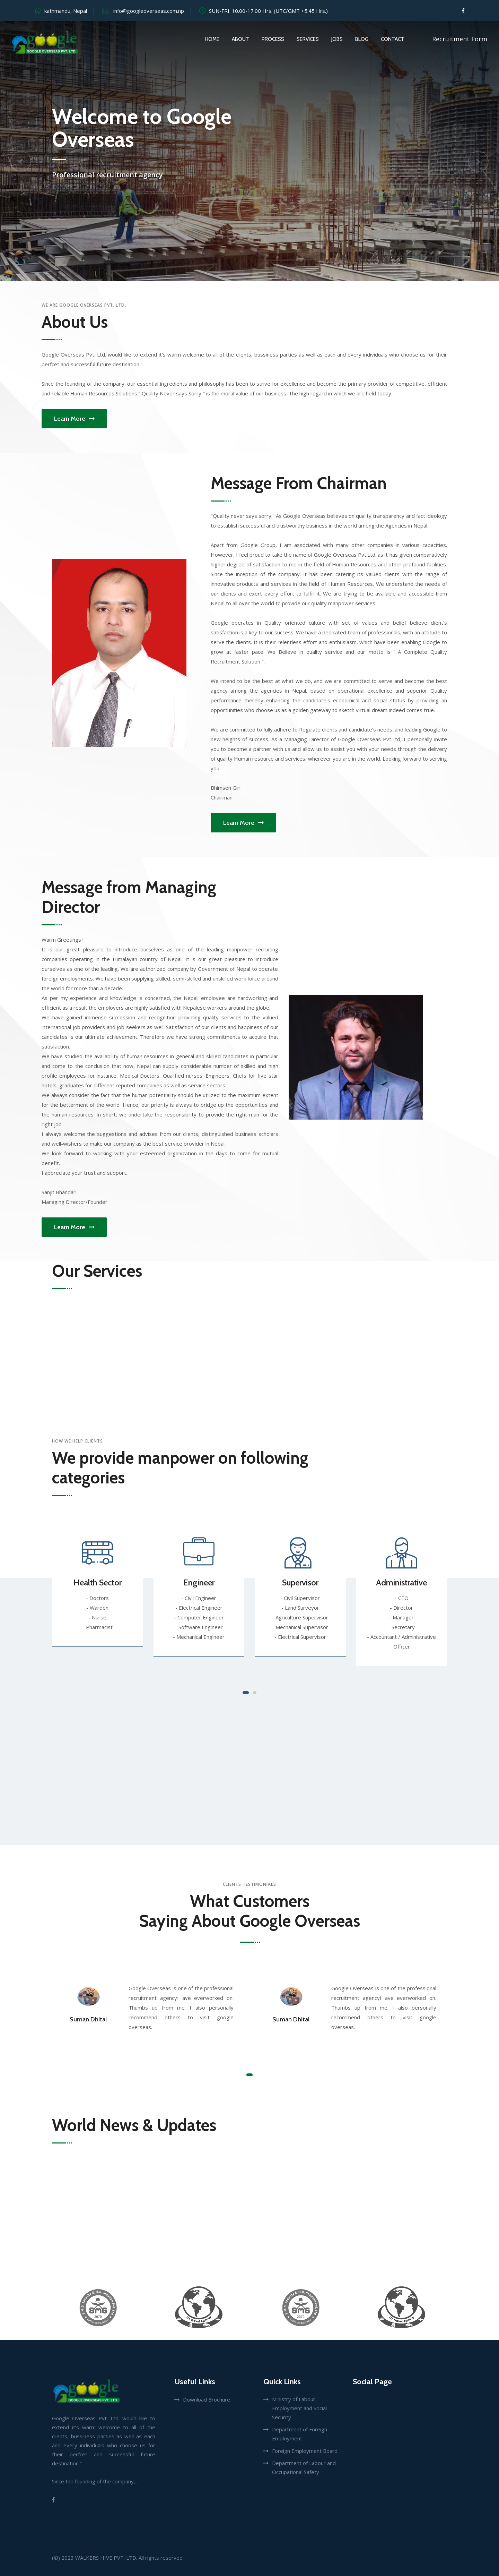 kathmandu, Nepal
info@googleoverseas.com.np
SUN-FRI: 10.00-17.00 Hrs. (UTC/GMT +5:45 Hrs.)
google
GOOGLE OVERSEAS PVT. LTD.
HOME ABOUT PROCESS SERVICES JOBS BLOG CONTACT
Recruitment Form
Welcome to Google
Overseas
Professional recruitment agency
WE ARE GOOGLE OVERSEAS PVT. LTD.
About Us
Google Overseas Pvt. Ltd. would like to extend it's warm welcome to all of the clients, bussiness parties as well as each and every individuals who choose us for their
perfcet and successful future destination."
Since the founding of the company, our essential ingredients and philosophy has been to strive for excellence and become the primary provider of competitive, efficient
and reliable Human Resources Solutions." Quality Never says Sorry " is the moral value of our business. The high regard in which we are held today.
Learn More
Message From Chairman
"Quality never says sorry." As Google Overseas believes on quality transparency and fact ideology
to establish successful and trustworthy business in the world among the Agencies in Nepal.
Apart from Google Group, I am associated with many other companies in various capacities.
However, I feel proud to take the name of Google Overseas Pvt.Ltd. as it has given comparatively
higher degree of satisfaction to me in the field of Human Resources and other profound facilities.
Since the inception of the company, it has been catering its valued clients with the range of
innovative products and services in the field of Human Resources. We understand the needs of
our clients and exert every effort to fulfill it. We are trying to be available and accessible from
Nepal to all over the world to provide our quality manpower services.
Google operates in Quality oriented culture with set of values and belief believe client's
satisfaction is a key to our success. We have a dedicated team of professionals, with an attitude to
serve the clients. It is their relentless effort and enthusiasm, which have been enabling Google to
grow at faster pace. We Believe in quality service and our motto is ' A Complete Quality
Recruitment Solution ".
We intend to be the best at what we do, and we are committed to serve and become the best
agency among the agencies in Nepal, based on operational excellence and superior Quality
performance thereby enhancing the candidate's economical and social status by providing an
opportunities who choose us as a golden gateway to sketch virtual dream indeed comes true.
We are committed to fully adhere to Regulate clients and candidate's needs. and leading Google to
new heights of success. As a Managing Director of Google Overseas Pvt.Ltd, I personally invite
you to become a partner with us and allow us to assist you with your needs through the delivery
of quality human resource and services, wherever you are in the world. Looking forward to serving
you.
Bhimsen Giri
Chairman
Learn More
Message from Managing
Director
Warm Greetings !
It is our great pleasure to introduce ourselves as one of the leading manpower recruiting
companies operating in the Himalayan country of Nepal. It is our great pleasure to introduce
ourselves as one of the leading. We are authorized company by Government of Nepal to operate
foreign employments. We have been supplying skilled, semi-skilled and unskilled work force around
the world for more than a decade.
As per my experience and knowledge is concerned, the Nepali employee are hardworking and
efficient as a result the employers are highly satisfied with Nepalese workers around the globe.
We have gained immense succession and recognition providing quality services to the valued
international job providers and job seekers as well. Satisfaction of our clients and happiness of our
candidates is our ultimate achievement. Therefore we have strong commitments to acquire that
satisfaction.
We have studied the availability of human resources in general and skilled candidates in particular
and come to the conclusion that now, Nepal can supply considerable number of skilled and high
profile employees for instance, Medical Doctors, Qualified nurses, Engineers, Chefs for five star
hotels, graduates for different reputed companies as well as service sectors.
We always consider the fact that the human potentiality should be utilized to the maximum extent
for the betterment of the world. Hence, our priority is always to bridge up between the employers and
the human resources. In short, we undertake the responsibility to provide the right man for the
right job.
I always welcome the suggestions and advises from our clients, distinguished business scholars
and well-wishers to make our company as the best service provider in Nepal.
We look forward to working with your esteemed organization in the days to come for mutual
benefit.
I appreciate your trust and support.
Sanjit Bhandari
Managing Director/Founder
Learn More
Our Services
HOW WE HELP CLIENTS
We provide manpower on following
categories
Health Sector
- Doctors
- Warden
- Nurse
- Pharmacist
Engineer
- Civil Engineer
- Electrical Engineer
- Computer Engineer
- Software Engineer
- Mechanical Engineer
Supervisor
- Civil Supervisor
- Land Surveyor
- Agriculture Supervisor
- Mechanical Supervisor
- Electrical Supervisor
Administrative
- CEO
- Director
- Manager
- Secretary
- Accountant / Administrative
Officer
CLIENTS TESTIMONIALS
What Customers
Saying About Google Overseas
Suman Dhital
Google Overseas is one of the professional
recruitment agencyI ave everworked on.
Thumbs up from me. I also personally
recommend others to visit google
overseas.
Suman Dhital
Google Overseas is one of the professional
recruitment agencyI ave everworked on.
Thumbs up from me. I also personally
recommend others to visit google
overseas.
World News & Updates
google
GOOGLE OVERSEAS PVT. LTD.
Google Overseas Pvt. Ltd. would like to
extend it's warm welcome to all of the
clients, bussiness parties as well as each
and every individuals who choose us for
their perfcet and successful future
destination."
Since the founding of the company,...
Useful Links
Download Brochure
Quick Links
Ministry of Labour,
Employment and Social
Security
Department of Foreign
Employment
Foreign Employment Board
Department of Labour and
Occupational Safety
Social Page
(©) 2023 WALKERS HIVE PVT. LTD. All rights reserved.